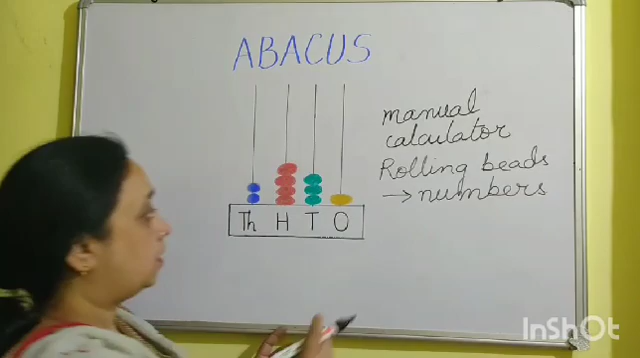 ABACUS
manual
calculator
Rolling beads
→ numbers
Th H T O
InShOt